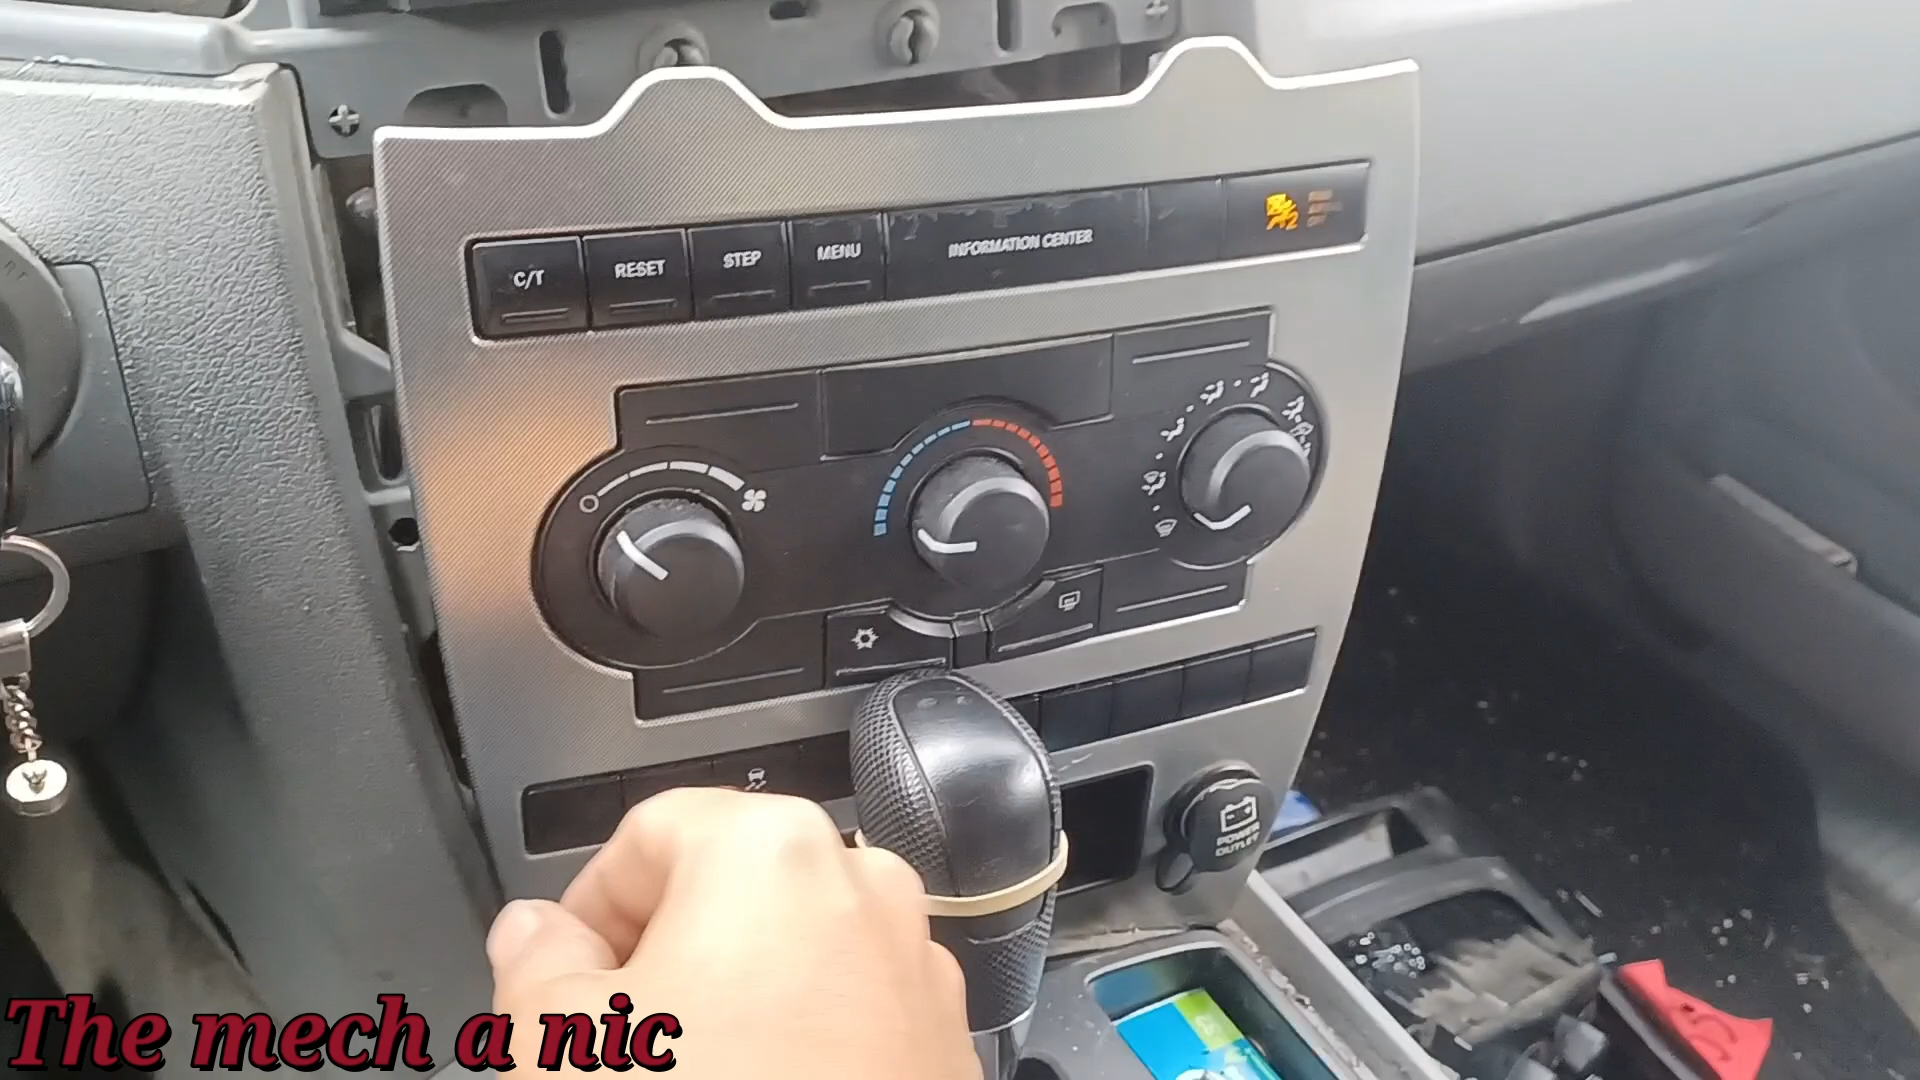 C/T
RESET
STEP
MENU
INFORMATION CENTER
POWER
OUTLET
The mech a nic